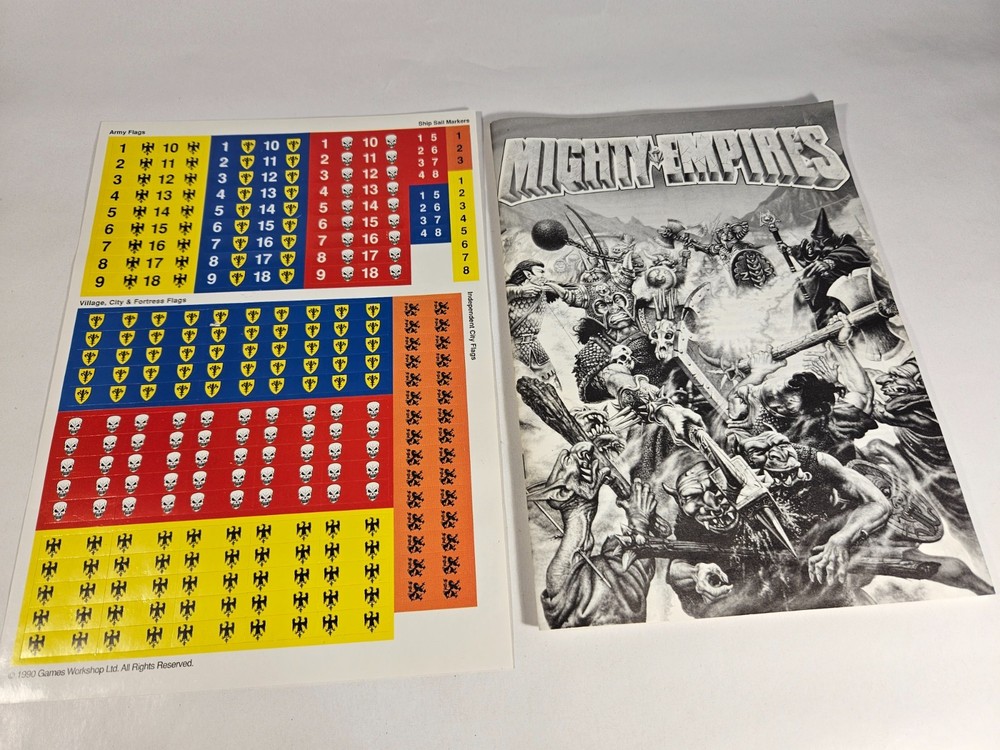 Army Flags
Ship Sail Markers
1 10 1 10 1 10 1 5 1
2 11 2 11 2 11 2 6 2
3 12 3 12 3 12 3 7 3
4 13 4 13 4 13 4 8 1
5 14 5 14 5 14 1 5 2
6 15 6 15 6 15 2 6 3
7 16 7 16 7 16 3 7 4
8 17 8 17 8 17 4 8 5
9 18 9 18 9 18 6
7
8
Village, City & Fortress Flags
Independent City Flags
© 1990 Games Workshop Ltd. All Rights Reserved.
MIGHTY EMPIRES